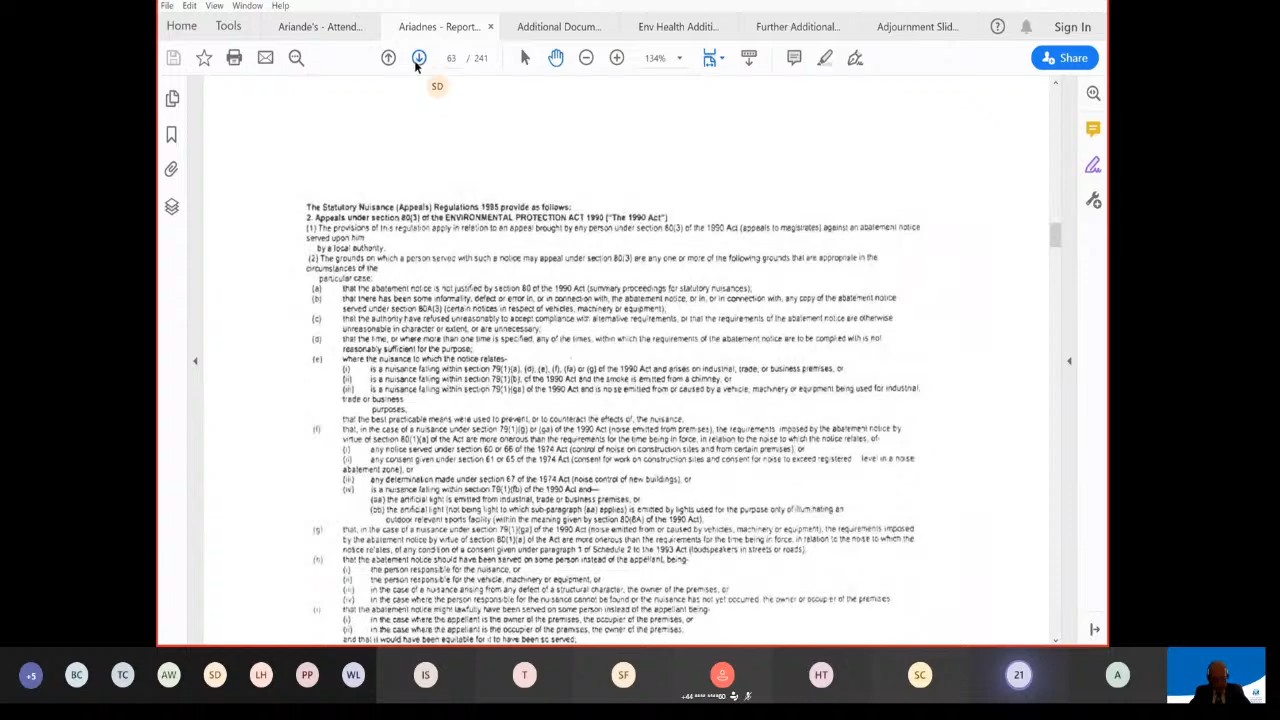 File Edit View Window Help
Home Tools Ariande's - Attend... Ariadnes - Report... × Additional Docum... Env Health Additi... Further Additional... Adjournment Slid... Sign In
63 / 241 134% Share
SD
The Statutory Nuisance (Appeals) Regulations 1995 provide as follows:
2. Appeals under section 80(3) of the ENVIRONMENTAL PROTECTION ACT 1990 ("The 1990 Act")
(1) The provisions of this regulation apply in relation to an appeal brought by any person under section 80(3) of the 1990 Act (appeals to magistrates) against an abatement notice
served upon him
by a local authority.
(2) The grounds on which a person served with such a notice may appeal under section 80(3) are any one or more of the following grounds that are appropriate in the
circumstances of the
particular case:
(a) that the abatement notice is not justified by section 80 of the 1990 Act (summary proceedings for statutory nuisances);
(b) that there has been some informality, defect or error in, or in connection with, the abatement notice, or in, or in connection with, any copy of the abatement notice
served under section 80A(3) (certain notices in respect of vehicles, machinery or equipment);
(c) that the authority have refused unreasonably to accept compliance with alternative requirements, or that the requirements of the abatement notice are otherwise
unreasonable in character or extent, or are unnecessary;
(d) that the time, or where more than one time is specified, any of the times, within which the requirements of the abatement notice are to be complied with is not
reasonably sufficient for the purpose;
(e) where the nuisance to which the notice relates-
(i) is a nuisance falling within section 79(1)(a), (d), (e), (f), (fa) or (g) of the 1990 Act and arises on industrial, trade, or business premises, or
(ii) is a nuisance falling within section 79(1)(b), of the 1990 Act and the smoke is emitted from a chimney, or
(iii) is a nuisance falling within section 79(1)(ga) of the 1990 Act and is noise emitted from or caused by a vehicle, machinery or equipment being used for industrial,
trade or business
purposes,
that the best practicable means were used to prevent, or to counteract the effects of, the nuisance;
(f) that, in the case of a nuisance under section 79(1)(g) or (ga) of the 1990 Act (noise emitted from premises), the requirements imposed by the abatement notice by
virtue of section 80(1)(a) of the Act are more onerous than the requirements for the time being in force, in relation to the noise to which the notice relates, of-
(i) any notice served under section 60 or 66 of the 1974 Act (control of noise on construction sites and from certain premises), or
(ii) any consent given under section 61 or 65 of the 1974 Act (consent for work on construction sites and consent for noise to exceed registered level in a noise
abatement zone), or
(iii) any determination made under section 67 of the 1974 Act (noise control of new buildings), or
(iv) is a nuisance falling within section 79(1)(fb) of the 1990 Act and—
(aa) the artificial light is emitted from industrial, trade or business premises, or
(bb) the artificial light (not being light to which sub-paragraph (aa) applies) is emitted by lights used for the purpose only of illuminating an
outdoor relevant sports facility (within the meaning given by section 80(8A) of the 1990 Act),
(g) that, in the case of a nuisance under section 79(1)(ga) of the 1990 Act (noise emitted from or caused by vehicles, machinery or equipment), the requirements imposed
by the abatement notice by virtue of section 80(1)(a) of the Act are more onerous than the requirements for the time being in force, in relation to the noise to which the
notice relates, of any condition of a consent given under paragraph 1 of Schedule 2 to the 1993 Act (loudspeakers in streets or roads).
(h) that the abatement notice should have been served on some person instead of the appellant, being-
(i) the person responsible for the nuisance, or
(ii) the person responsible for the vehicle, machinery or equipment, or
(iii) in the case of a nuisance arising from any defect of a structural character, the owner of the premises, or
(iv) in the case where the person responsible for the nuisance cannot be found or the nuisance has not yet occurred, the owner or occupier of the premises
(i) that the abatement notice might lawfully have been served on some person instead of the appellant being-
(i) in the case where the appellant is the owner of the premises, the occupier of the premises, or
(ii) in the case where the appellant is the occupier of the premises, the owner of the premises,
and that it would have been equitable for it to have been so served;
+5 BC TC AW SD LH PP WL IS T SF HT SC 21 A
+44 **** ****60